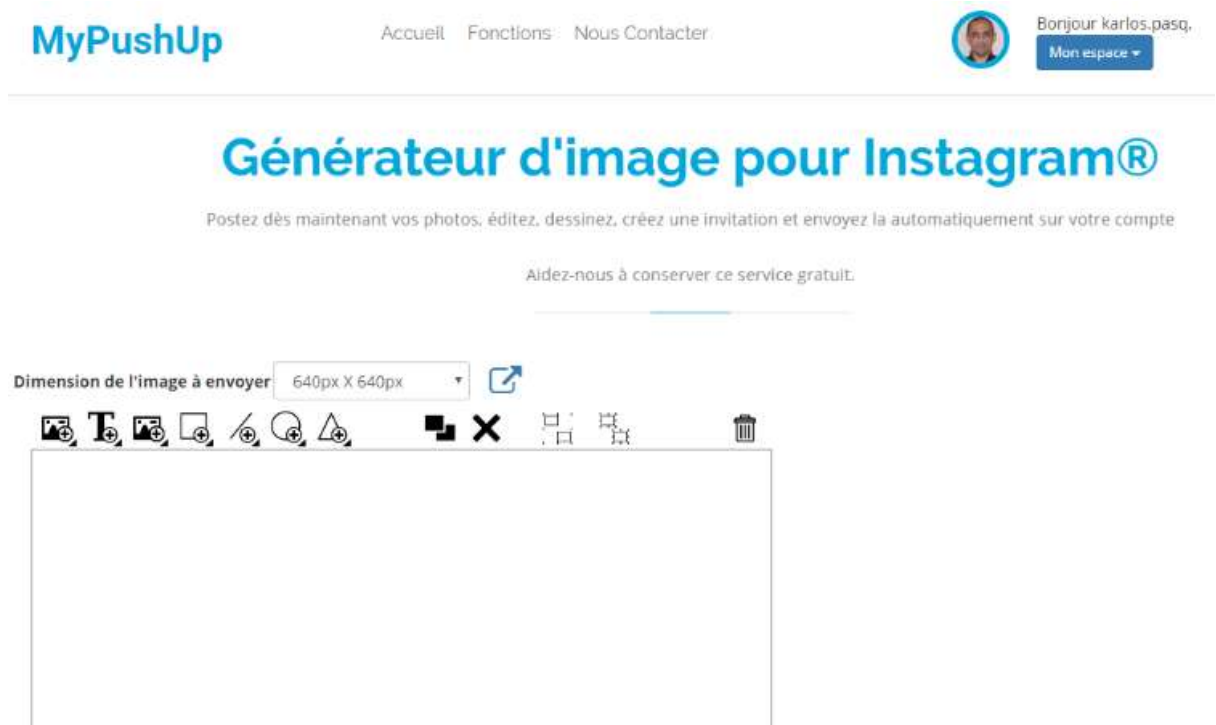 MyPushUp
Accueil Fonctions Nous Contacter
Bonjour karlos.pasq,
Mon espace
Générateur d'image pour Instagram®
Postez dès maintenant vos photos, éditez, dessinez, créez une invitation et envoyez la automatiquement sur votre compte
Aidez-nous à conserver ce service gratuit.
Dimension de l'image à envoyer 640px X 640px
T